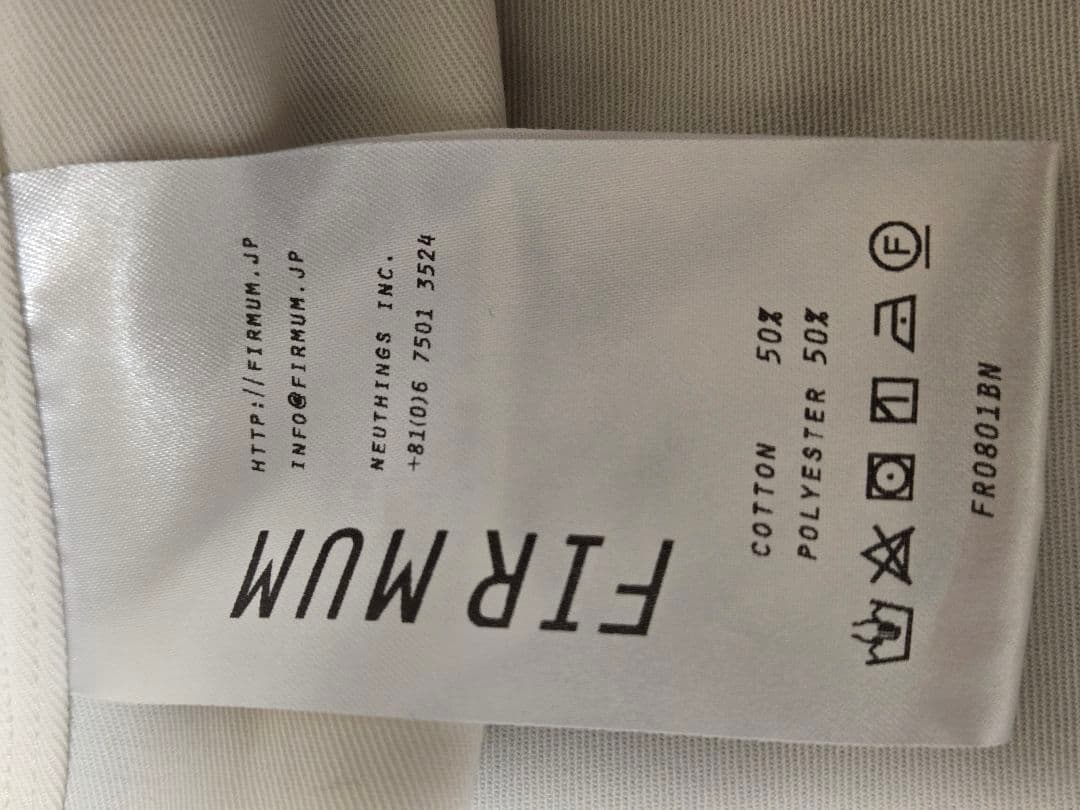 HTTP://FIRMUM.JP
INFO@FIRMUM.JP
NEUTHINGS INC.
+81(0)6 7501 3524
FIRMUM
COTTON 50%
POLYESTER 50%
F
FR0801BN